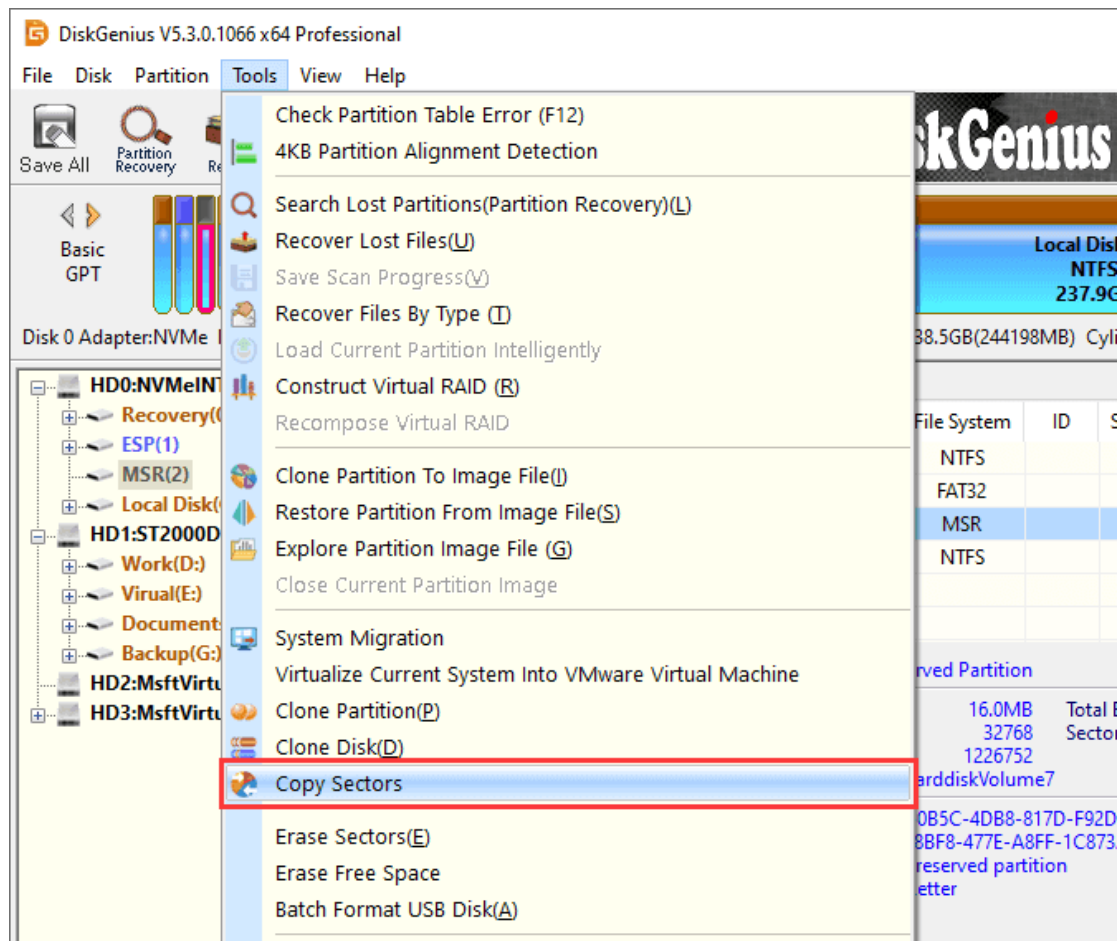 DiskGenius V5.3.0.1066 x64 Professional
File Disk Partition Tools View Help
Save All
Partition
Recovery
Check Partition Table Error (F12)
4KB Partition Alignment Detection
Search Lost Partitions(Partition Recovery)(L)
Recover Lost Files(U)
Save Scan Progress(V)
Recover Files By Type (T)
Load Current Partition Intelligently
Construct Virtual RAID (R)
Recompose Virtual RAID
Clone Partition To Image File(I)
Restore Partition From Image File(S)
Explore Partition Image File (G)
Close Current Partition Image
System Migration
Virtualize Current System Into VMware Virtual Machine
Clone Partition(P)
Clone Disk(D)
Copy Sectors
Erase Sectors(E)
Erase Free Space
Batch Format USB Disk(A)
Basic
GPT
Disk 0 Adapter:NVMe
HD0:NVMeINT
Recovery(
ESP(1)
MSR(2)
Local Disk(
HD1:ST2000D
Work(D:)
Virual(E:)
Document
Backup(G:)
HD2:MsftVirtu
HD3:MsftVirtu
skGenius
Local Disk
NTFS
237.9G
38.5GB(244198MB) Cyli
File System ID S
NTFS
FAT32
MSR
NTFS
rved Partition
16.0MB Total
32768 Sector
1226752
arddiskVolume7
0B5C-4DB8-817D-F92D
8BF8-477E-A8FF-1C873
reserved partition
etter